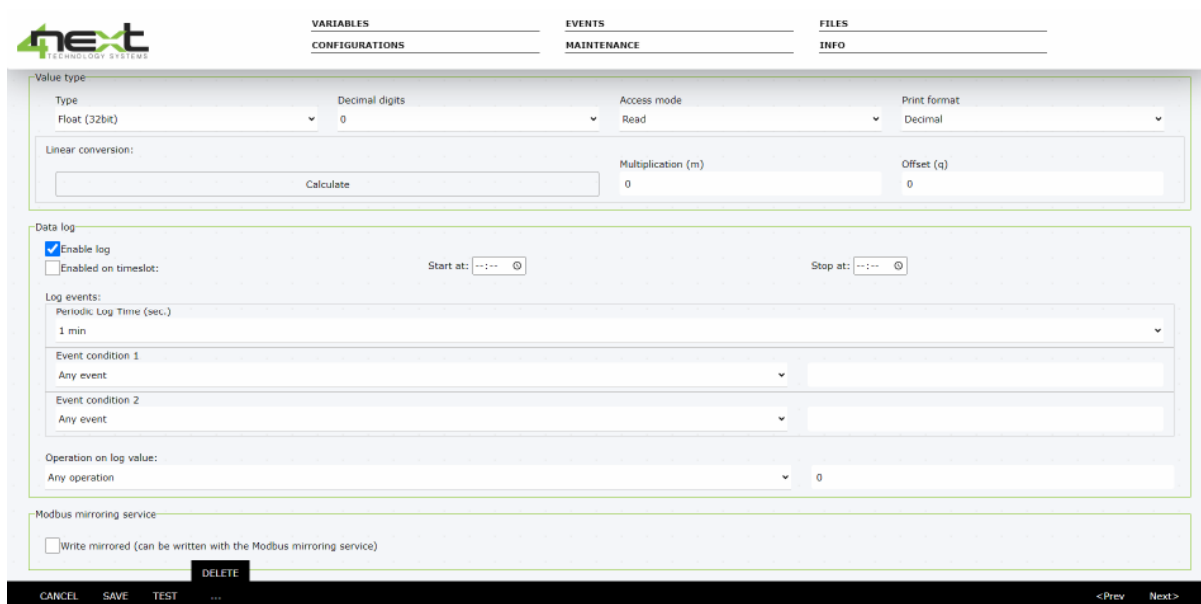 4next
TECHNOLOGY SYSTEMS
VARIABLES EVENTS FILES
CONFIGURATIONS MAINTENANCE INFO
Value type
Type Decimal digits Access mode Print format
Float (32bit) 0 Read Decimal
Linear conversion:
Multiplication (m) Offset (q)
Calculate 0 0
Data log
Enable log
Enabled on timeslot: Start at: --:-- Stop at: --:--
Log events:
Periodic Log Time (sec.)
1 min
Event condition 1
Any event
Event condition 2
Any event
Operation on log value:
Any operation 0
Modbus mirroring service
Write mirrored (can be written with the Modbus mirroring service)
DELETE
CANCEL SAVE TEST ... <Prev Next>